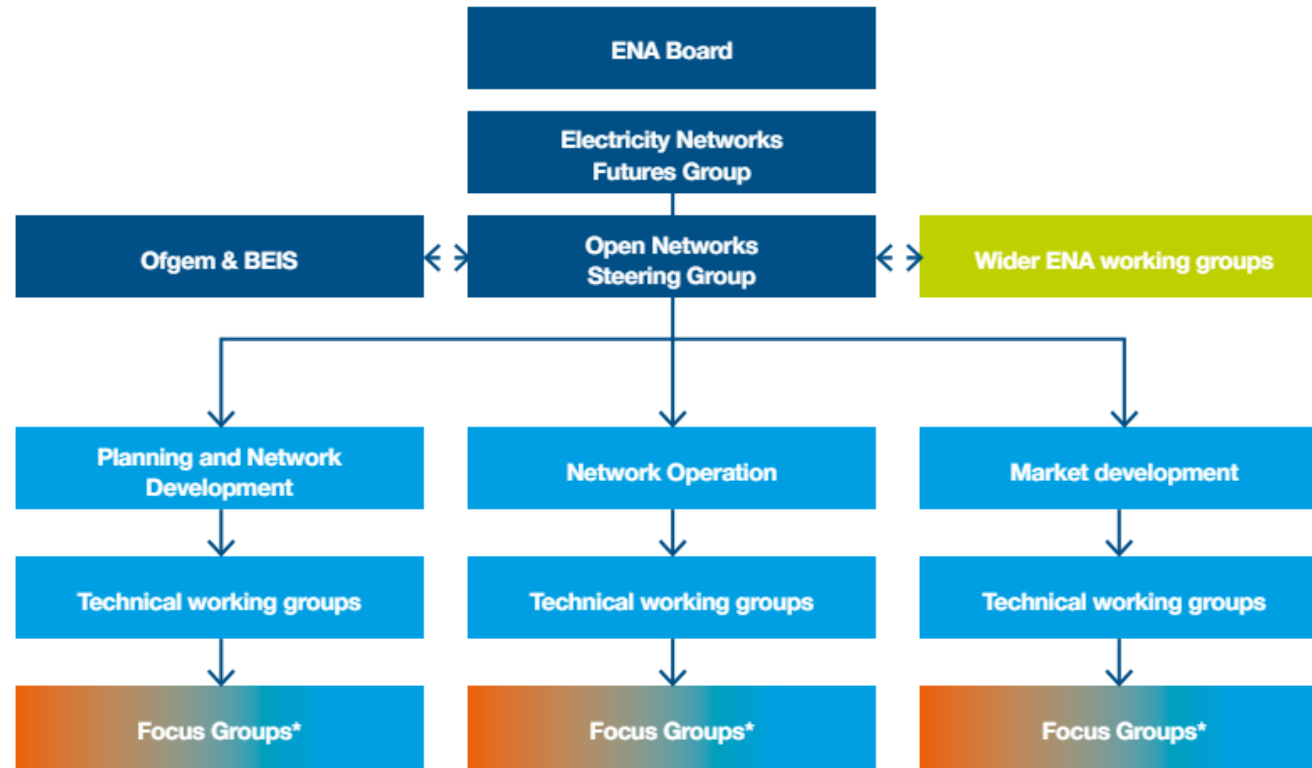 ENA Board
Electricity Networks
Futures Group
Ofgem & BEIS
Open Networks
Steering Group
Wider ENA working groups
Planning and Network
Development
Network Operation
Market development
Technical working groups
Technical working groups
Technical working groups
Focus Groups*
Focus Groups*
Focus Groups*